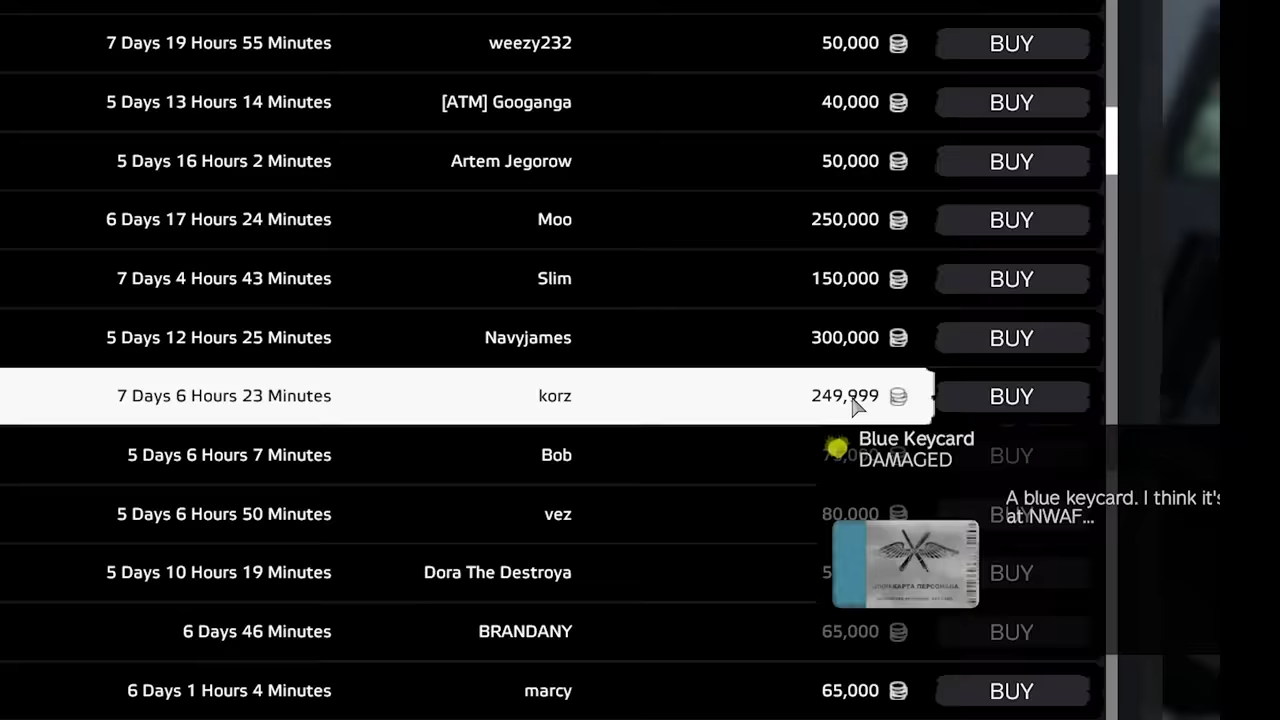 7 Days 19 Hours 55 Minutes weezy232 50,000 BUY
5 Days 13 Hours 14 Minutes [ATM] Googanga 40,000 BUY
5 Days 16 Hours 2 Minutes Artem Jegorow 50,000 BUY
6 Days 17 Hours 24 Minutes Moo 250,000 BUY
7 Days 4 Hours 43 Minutes Slim 150,000 BUY
5 Days 12 Hours 25 Minutes Navyjames 300,000 BUY
7 Days 6 Hours 23 Minutes korz 249,999 BUY
Blue Keycard
DAMAGED
5 Days 6 Hours 7 Minutes Bob BUY
A blue keycard. I think it's
at NWAF...
5 Days 6 Hours 50 Minutes vez 80,000
5 Days 10 Hours 19 Minutes Dora The Destroya BUY
6 Days 46 Minutes BRANDANY 65,000 BUY
6 Days 1 Hours 4 Minutes marcy 65,000 BUY